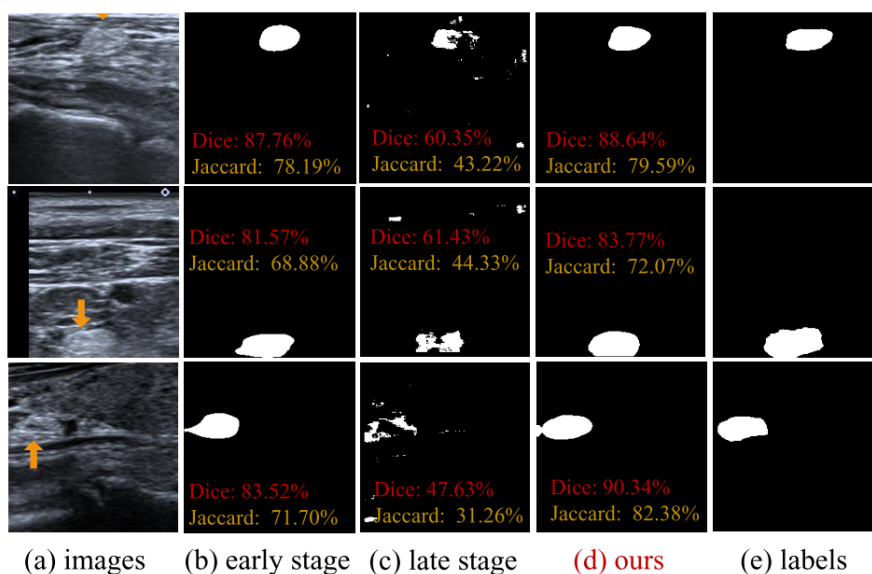 Dice: 87.76%
Jaccard: 78.19%
Dice: 60.35%
Jaccard: 43.22%
Dice: 88.64%
Jaccard: 79.59%
Dice: 81.57%
Jaccard: 68.88%
Dice: 61.43%
Jaccard: 44.33%
Dice: 83.77%
Jaccard: 72.07%
Dice: 83.52%
Jaccard: 71.70%
Dice: 47.63%
Jaccard: 31.26%
Dice: 90.34%
Jaccard: 82.38%
(a) images
(b) early stage
(c) late stage
(d) ours
(e) labels